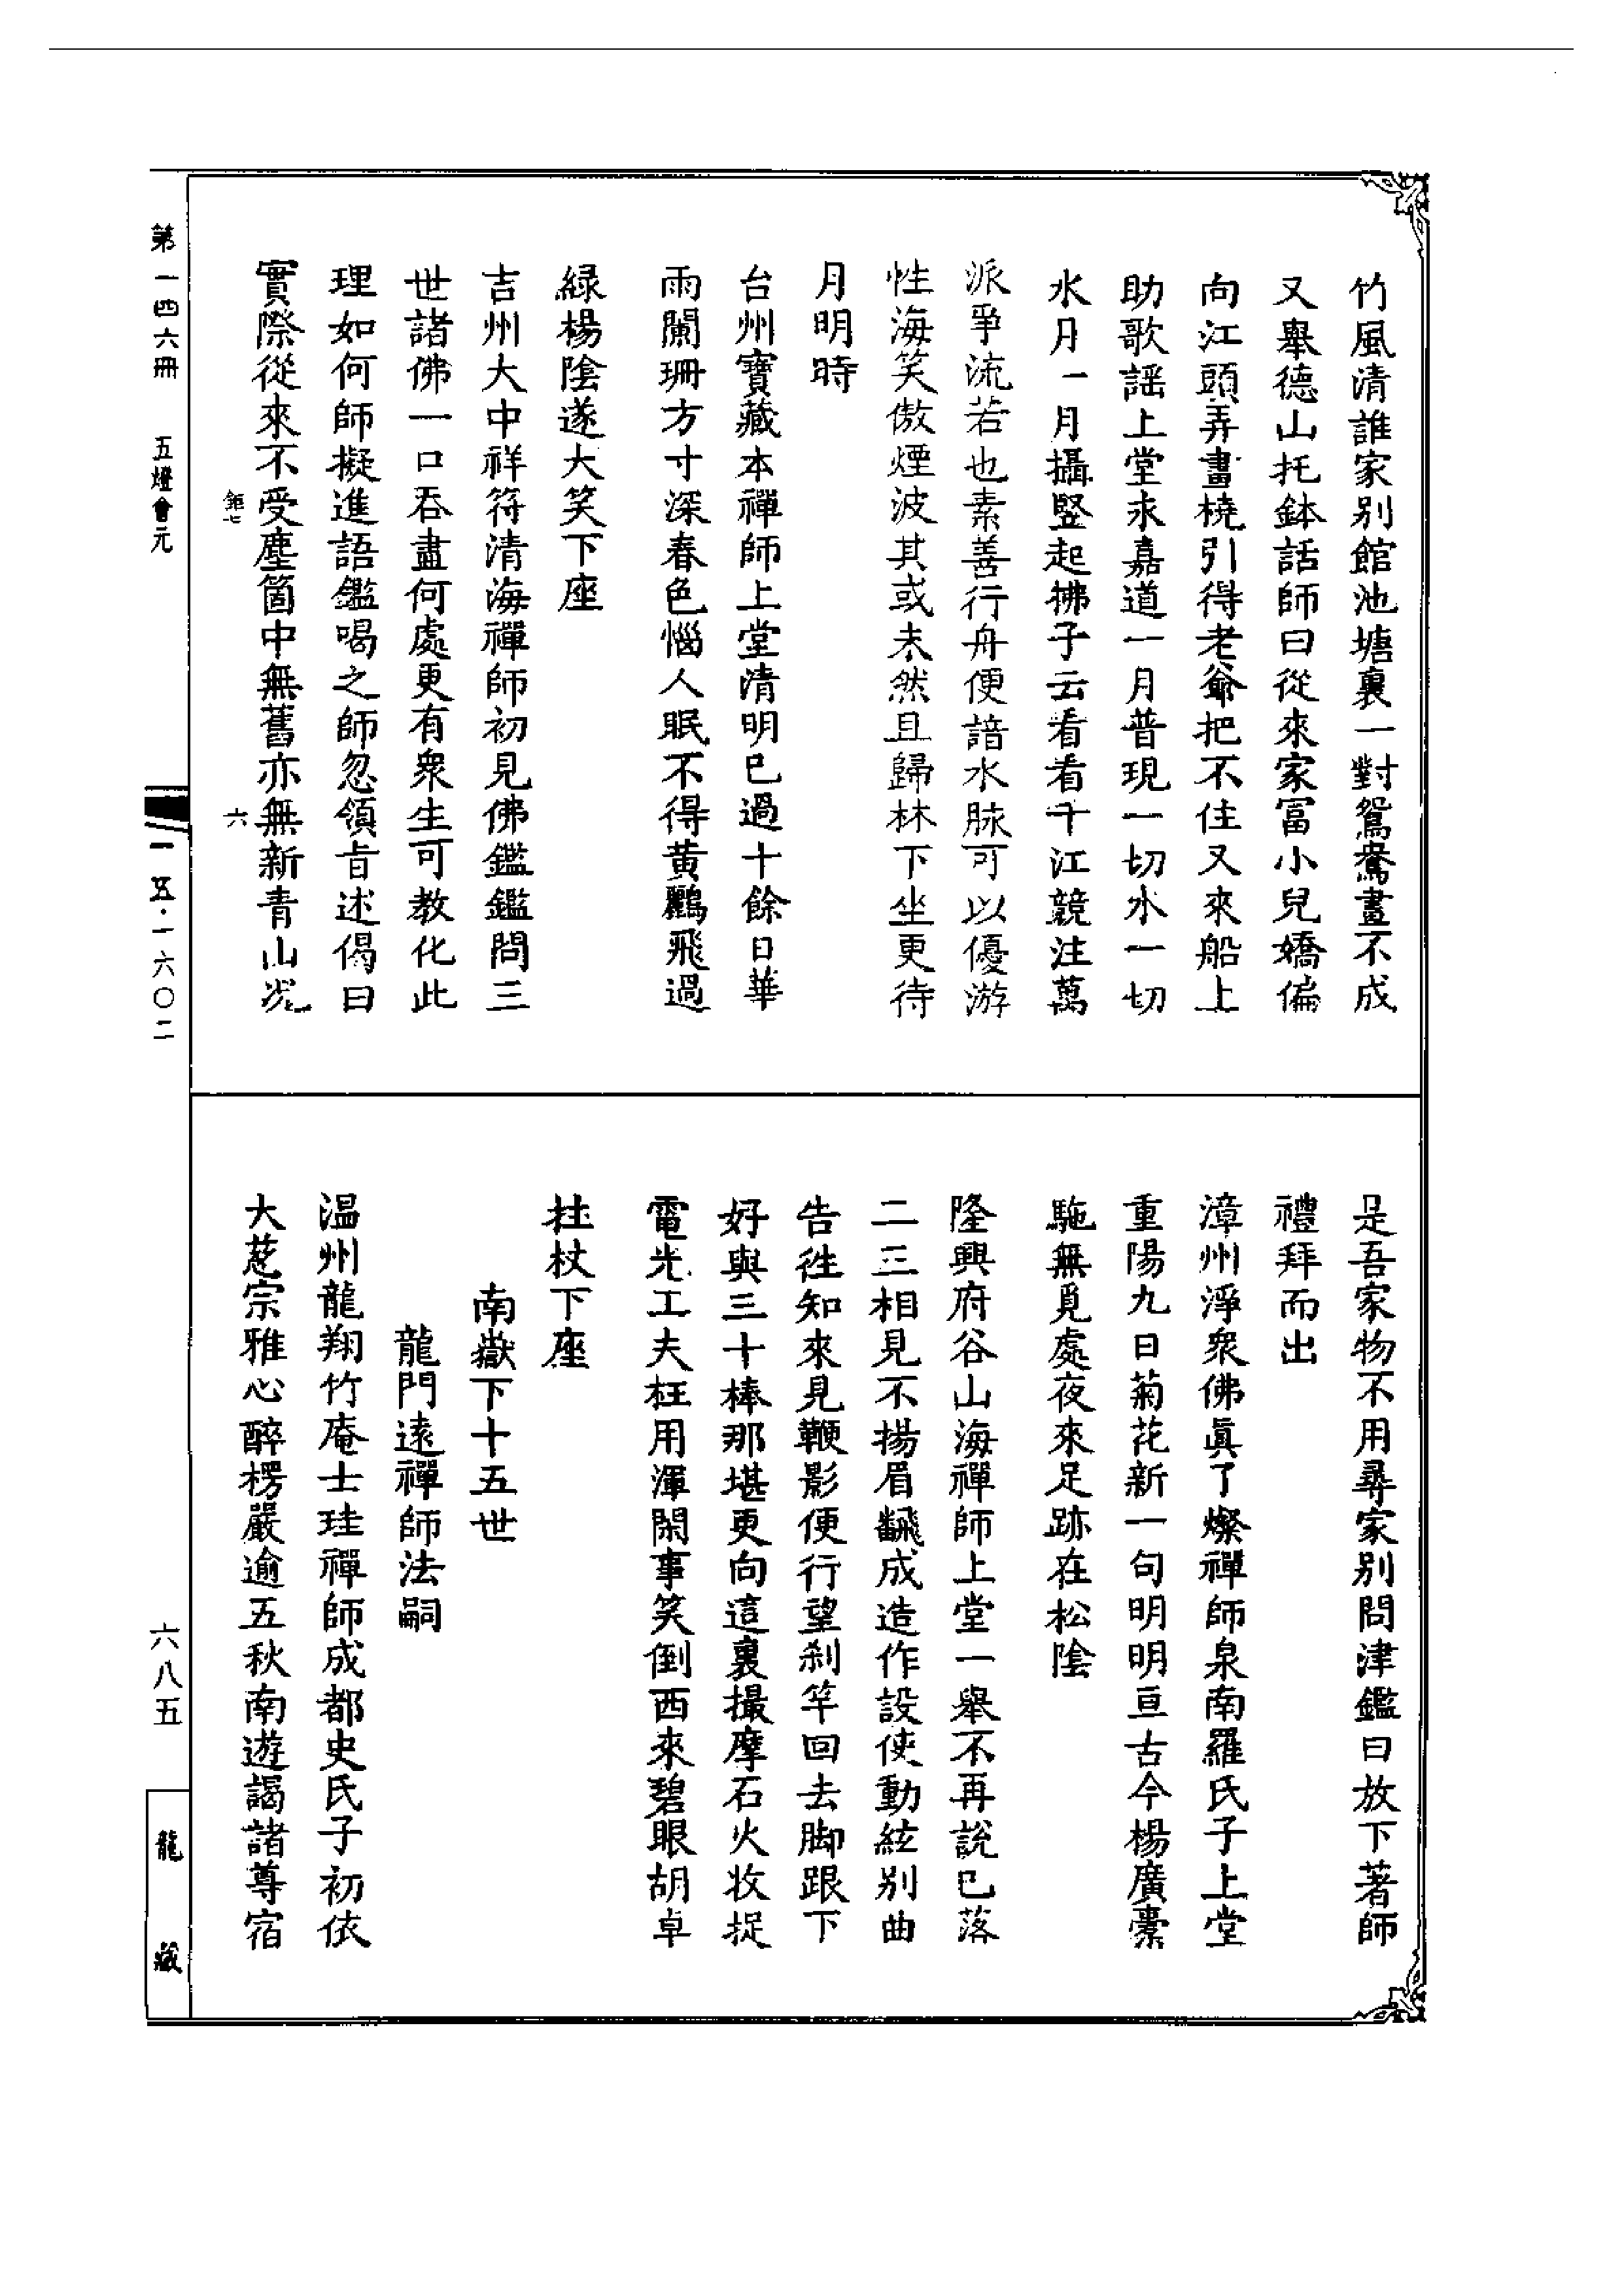 竹風清誰家别館池塘裏一對鴛鴦畫不成
又舉德山托鉢話師曰從來家冨小兒嬌偏
向江頭弄畫橈引得老爺把不住又來船上
助歌謡上堂永嘉道一月普現一切水一切
水月一月攝竪起拂子云看看千江競注萬
派爭流若也素善行舟便諳水脉可以優游
性海笑傲煙波其或未然且歸林下坐更待
月明時
台州寶藏本禪師上堂清明已過十餘日華
雨闌珊方寸深春色惱人眠不得黄鸝飛過
緑楊陰遂大笑下座
吉州大中祥符清海禪師初見佛鑑鑑問三
世諸佛一口吞盡何處更有衆生可教化此
理如何師擬進語鑑喝之師忽領旨述偈曰
實際從來不受塵箇中無舊亦無新青山况
鉅七
六
是吾家物不用尋家别問津鑑曰放下著師
禮拜而出
漳州淨衆佛眞了燦禪師泉南羅氏子上堂
重陽九日菊花新一句明明亘古今楊廣橐
駞無覓處夜來足跡在松陰
隆興府谷山海禪師上堂一舉不再說已落
二三相見不揚眉飜成造作設使動絃别曲
告徃知來見鞭影便行望刹竿回去脚跟下
好與三十棒那堪更向這裏撮摩石火收捉
電光工夫枉用渾閑事笑倒西來碧眼胡卓
拄杖下座
南嶽下十五世
龍門遠禪師法嗣
温州龍翔竹庵士珪禪師成都史氏子初依
大慈宗雅心醉楞嚴逾五秋南遊謁諸尊宿
第一四六冊
五燈會元
一五·一六〇二
六八五
龍藏